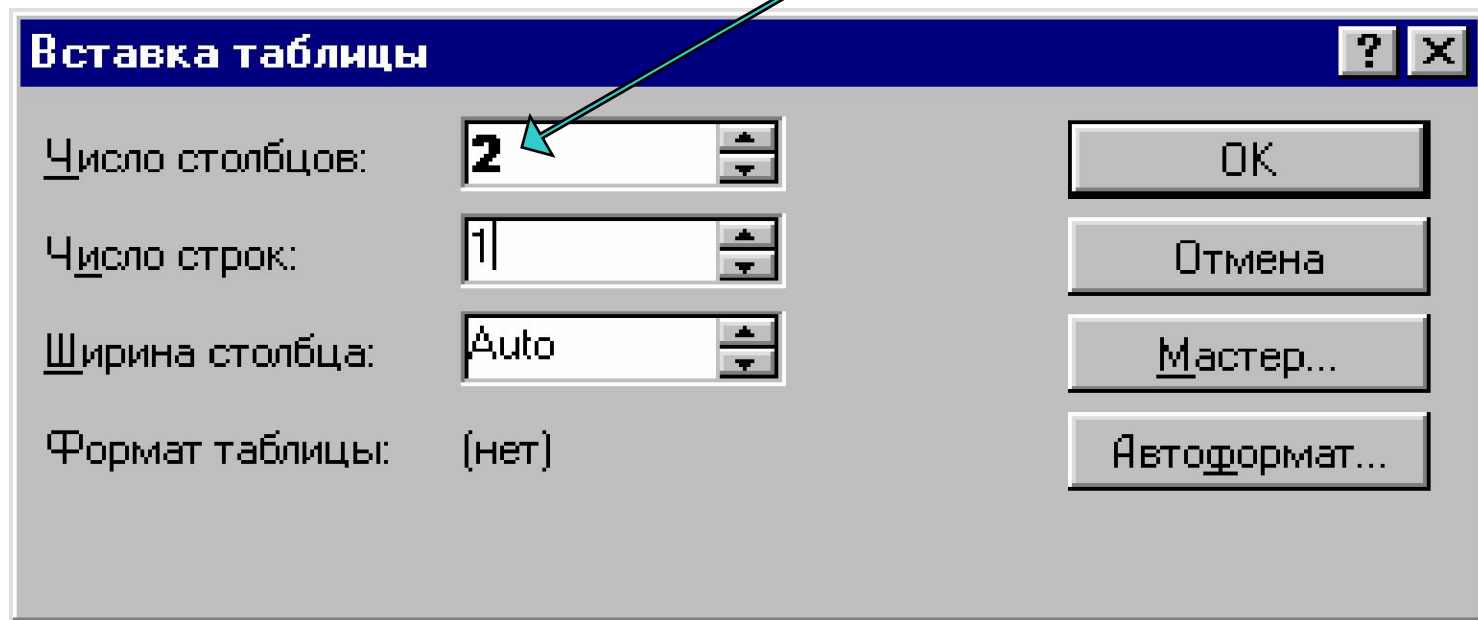 Вставка таблицы
Число столбцов: 2 OK
Число строк: 1 Отмена
Ширина столбца: Auto Мастер...
Формат таблицы: (нет) Автоформат...